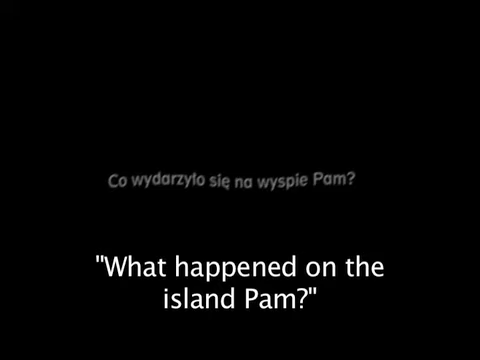 Co wydarzyło się na wyspie Pam?
"What happened on the
island Pam?"